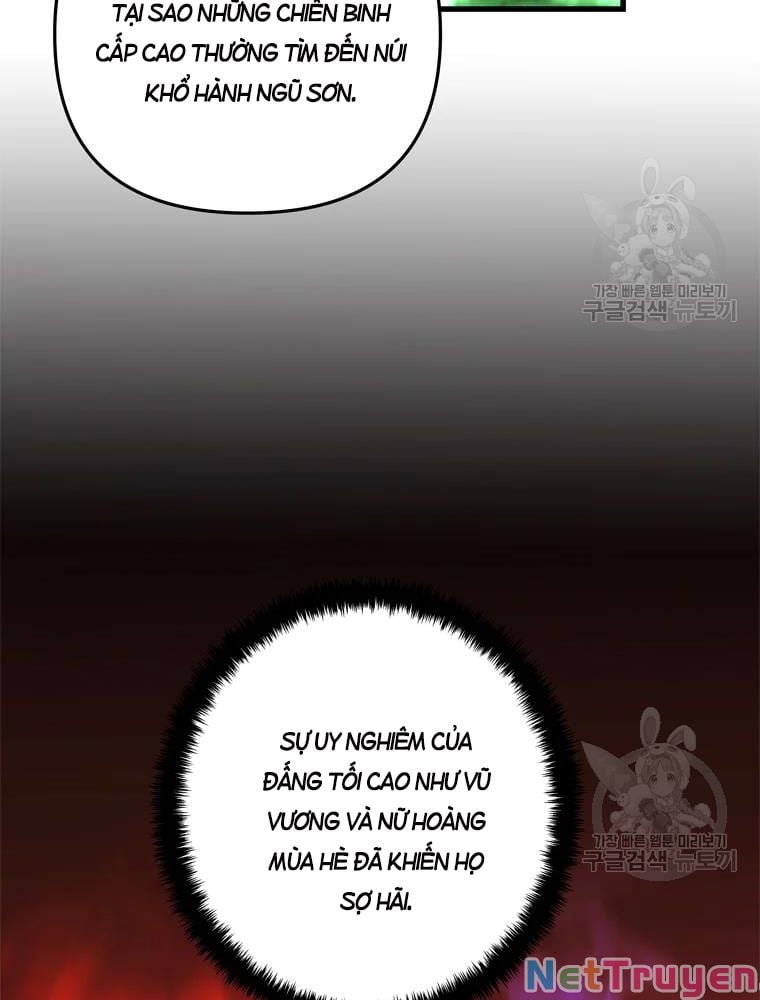 TẠI SAO NHỮNG CHIẾN BINH
CẤP CAO THƯỜNG TÌM ĐẾN NÚI
KHỔ HÀNH NGŨ SƠN.
가장 빠른 웹툰 미리보기
구글검색 뉴토끼
SỰ UY NGHIÊM CỦA
ĐẤNG TỐI CAO NHƯ VŨ
VƯƠNG VÀ NỮ HOÀNG
MÙA HÈ ĐÃ KHIẾN HỌ
SỢ HÃI.
가장 빠른 웹툰 미리보기
구글검색 뉴토끼
NetTruyen